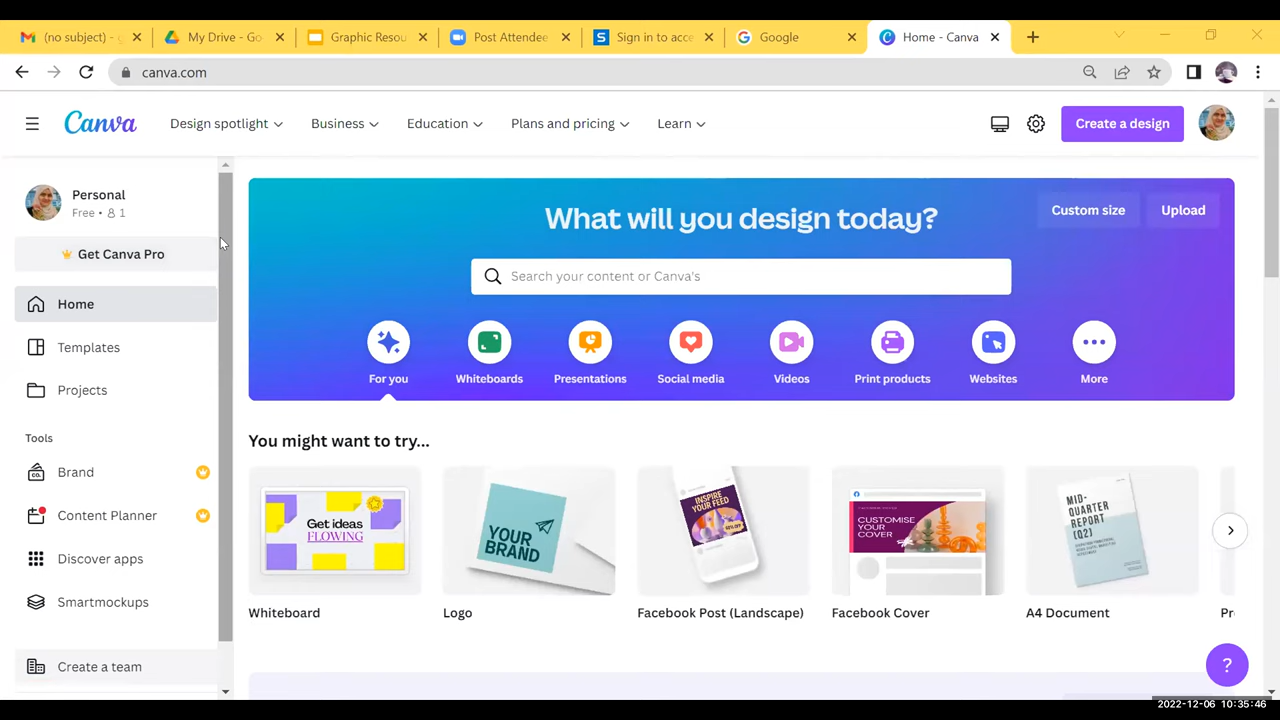 (no subject) - g
My Drive - Go
Graphic Resou
Post Attendee
Sign in to acce
Google
Home - Canva
canva.com
Canva
Design spotlight
Business
Education
Plans and pricing
Learn
Create a design
Personal
Free • 1
Get Canva Pro
Home
Templates
Projects
Tools
Brand
Content Planner
Discover apps
Smartmockups
Create a team
What will you design today?
Custom size
Upload
Search your content or Canva's
For you
Whiteboards
Presentations
Social media
Videos
Print products
Websites
More
You might want to try...
Get ideas
FLOWING
YOUR
BRAND
INSPIRE
YOUR FEED
CUSTOMISE
YOUR
COVER
MID-
QUARTER
REPORT
(Q2)
Whiteboard
Logo
Facebook Post (Landscape)
Facebook Cover
A4 Document
Pr
?
2022-12-06 10:35:46